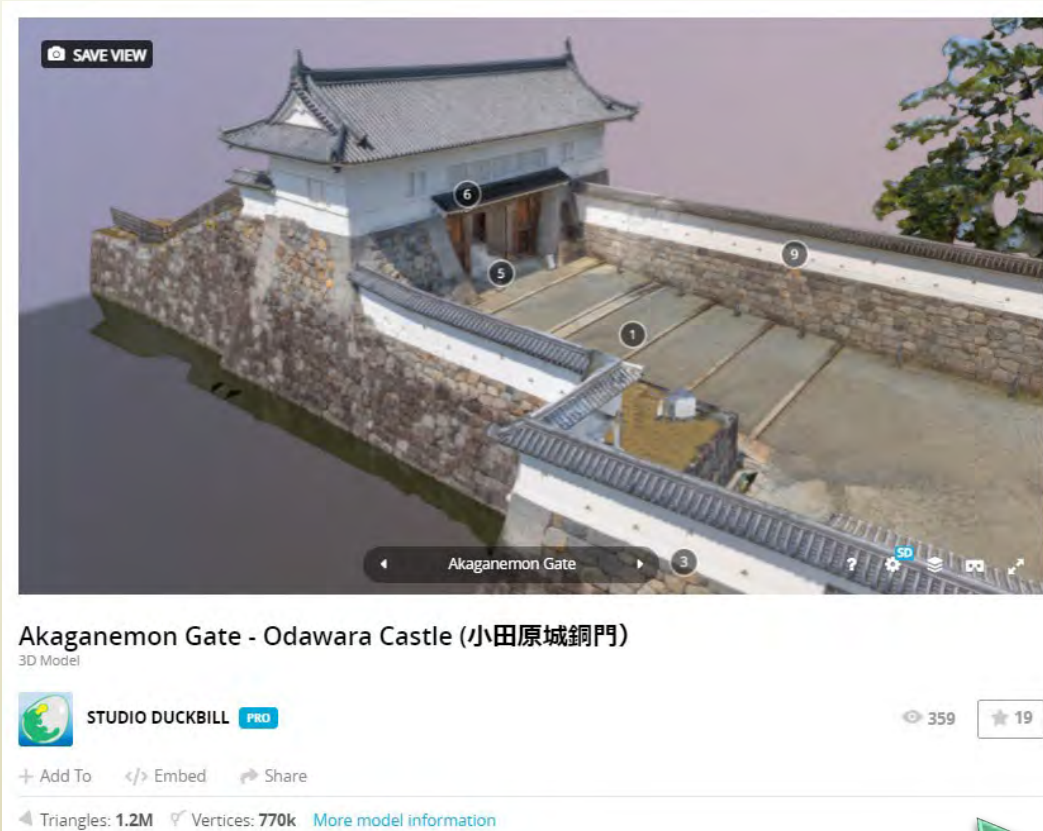 SAVE VIEW
6
9
5
1
Akaganemon Gate
3
?
SD
Akaganemon Gate - Odawara Castle (小田原城銅門)
3D Model
STUDIO DUCKBILL PRO
359
19
+ Add To </> Embed Share
Triangles: 1.2M Vertices: 770k More model information